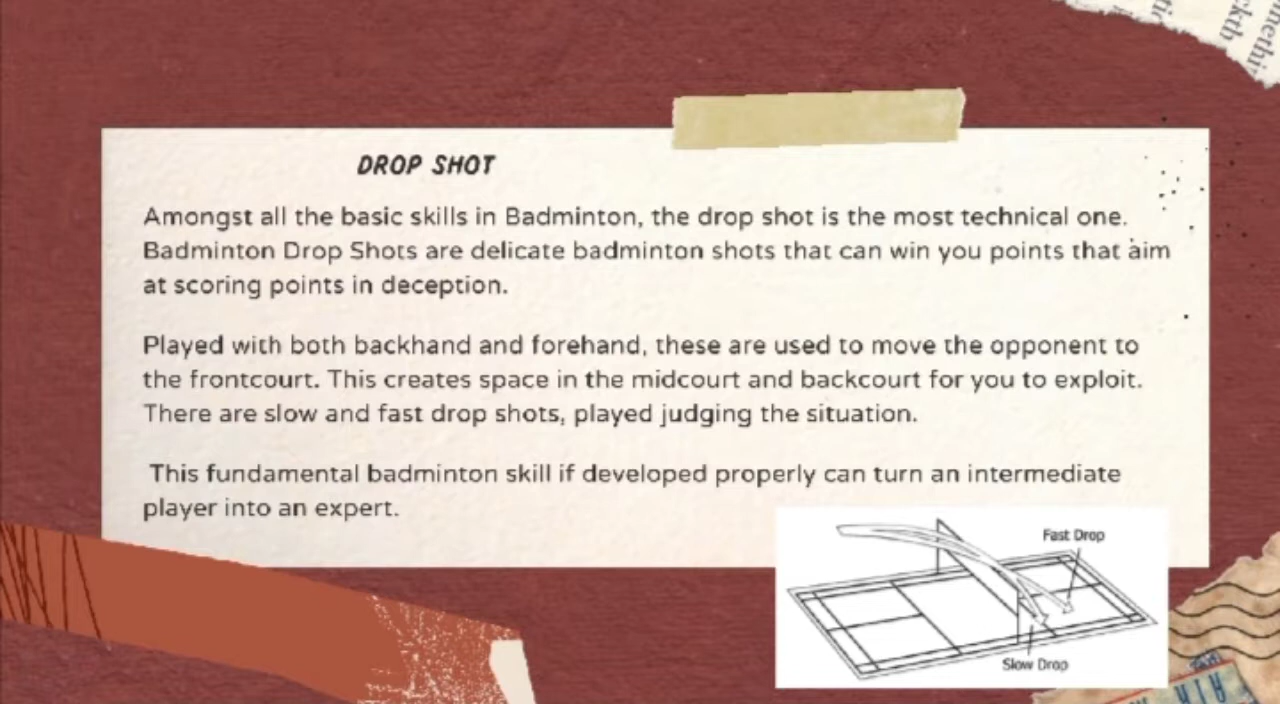 DROP SHOT
Amongst all the basic skills in Badminton, the drop shot is the most technical one.
Badminton Drop Shots are delicate badminton shots that can win you points that aim
at scoring points in deception.
Played with both backhand and forehand, these are used to move the opponent to
the frontcourt. This creates space in the midcourt and backcourt for you to exploit.
There are slow and fast drop shots, played judging the situation.
This fundamental badminton skill if developed properly can turn an intermediate
player into an expert.
Fast Drop
Slow Drop